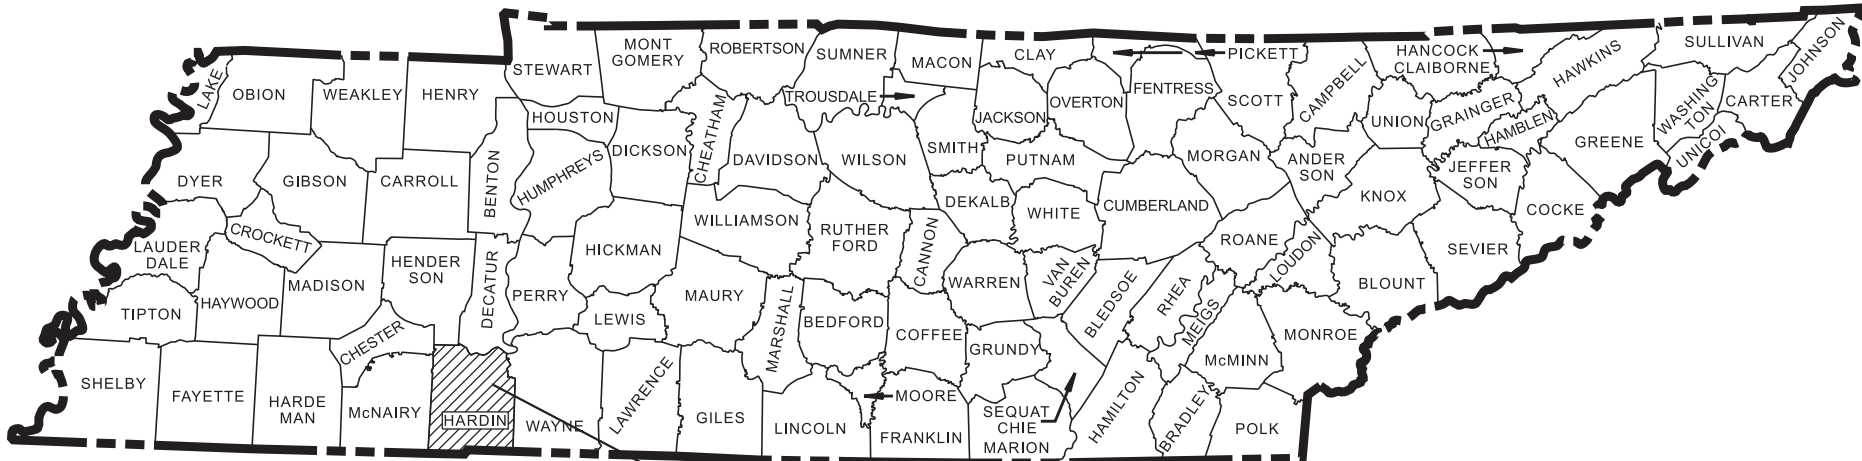 LAKE
OBION
WEAKLEY
HENRY
STEWART
MONT
GOMERY
ROBERTSON
SUMNER
MACON
CLAY
PICKETT
HANCOCK
CLAIBORNE
HAWKINS
SULLIVAN
JOHNSON
TROUSDALE
JACKSON
OVERTON
FENTRESS
SCOTT
CAMPBELL
UNION
GRAINGER
HAMBLEN
GREENE
WASHING
TON
UNICOI
CARTER
HOUSTON
DICKSON
CHEATHAM
DAVIDSON
WILSON
SMITH
PUTNAM
MORGAN
ANDER
SON
KNOX
JEFFER
SON
COCKE
DYER
GIBSON
CARROLL
BENTON
HUMPHREYS
WILLIAMSON
RUTHER
FORD
CANNON
DEKALB
WHITE
CUMBERLAND
ROANE
LOUDON
BLOUNT
SEVIER
LAUDER
DALE
CROCKETT
HAYWOOD
MADISON
HENDER
SON
DECATUR
PERRY
HICKMAN
LEWIS
MAURY
MARSHALL
BEDFORD
COFFEE
WARREN
VAN
BUREN
BLEDSOE
RHEA
MEIGS
McMINN
MONROE
TIPTON
CHESTER
GRUNDY
SHELBY
FAYETTE
HARDE
MAN
McNAIRY
HARDIN
WAYNE
LAWRENCE
GILES
LINCOLN
MOORE
FRANKLIN
SEQUAT
CHIE
MARION
HAMILTON
BRADLEY
POLK